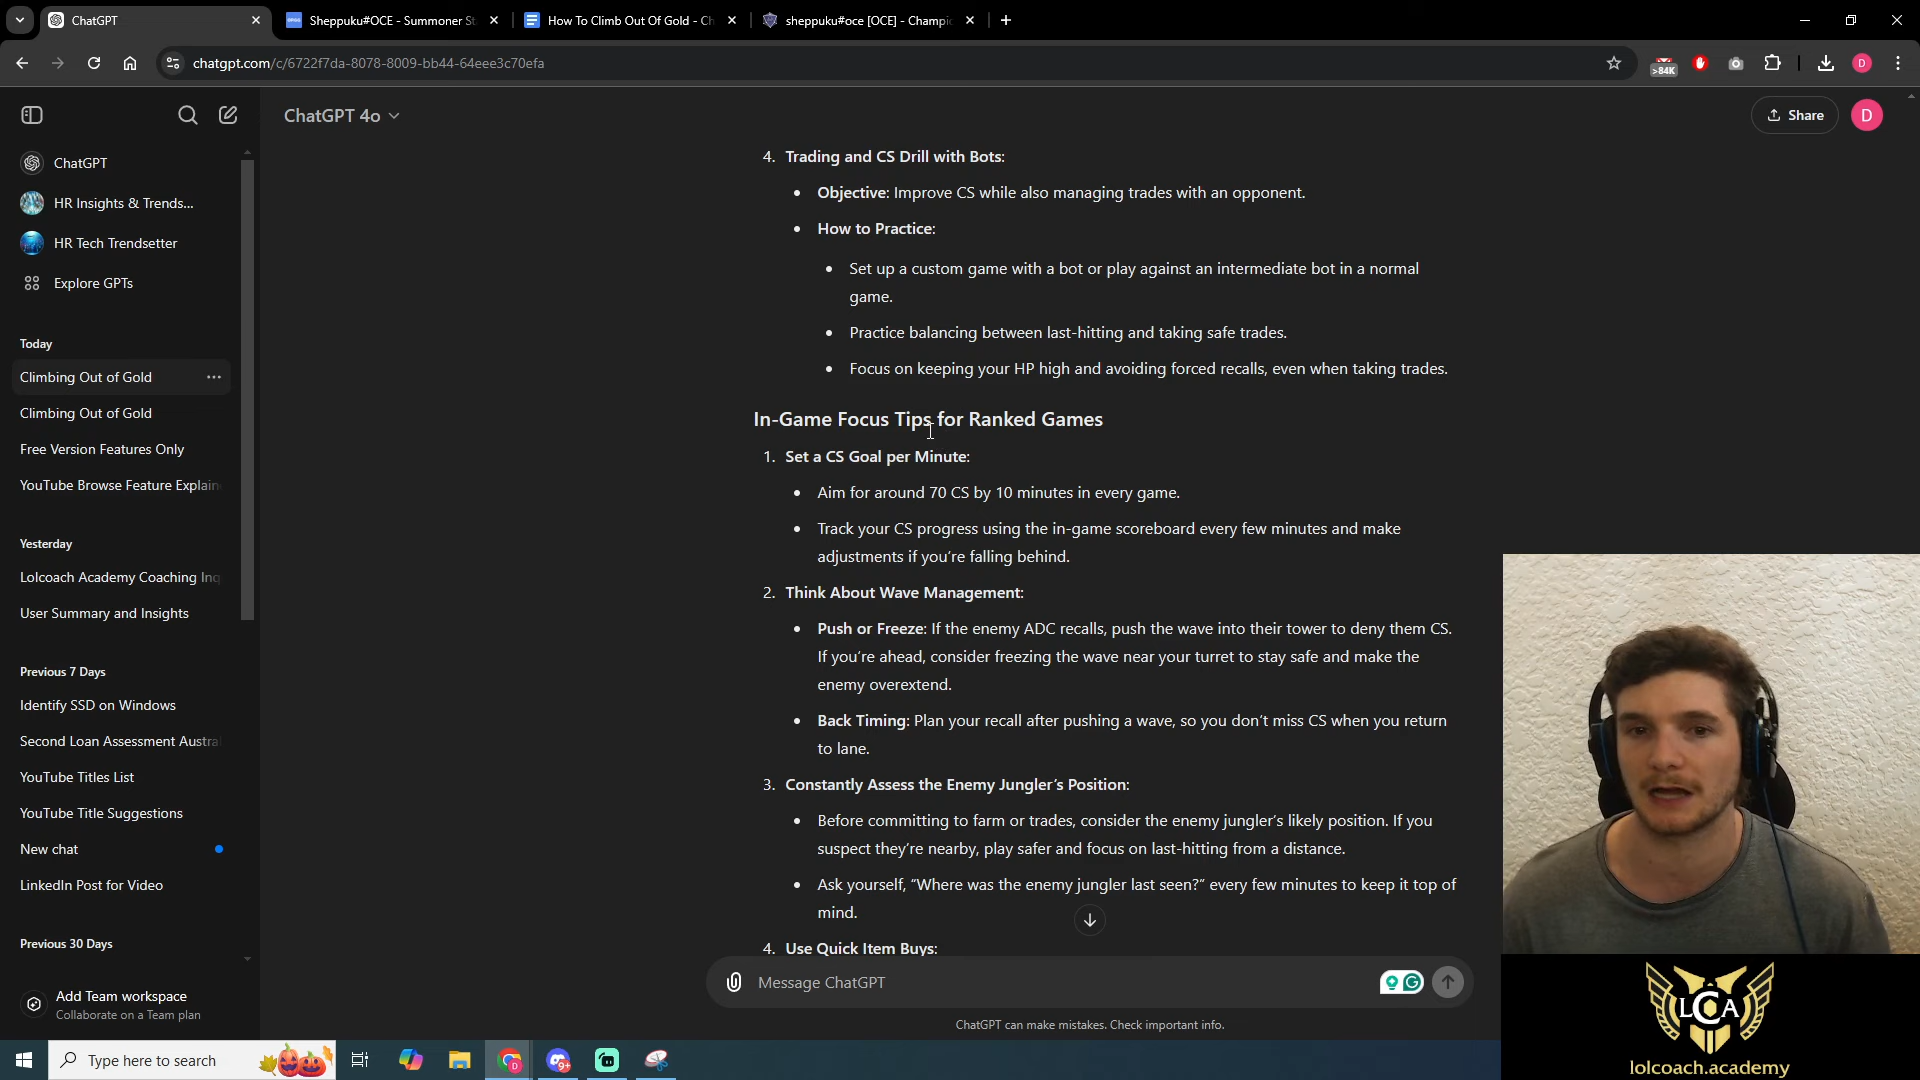 ChatGPT
Sheppuku#OCE - Summoner St
How To Climb Out Of Gold - Ch
sheppuku#oce [OCE] - Champio
chatgpt.com/c/6722f7da-8078-8009-bb44-64eee3c70efa
>84K
D
ChatGPT 4o
Share
D
ChatGPT
HR Insights & Trends...
HR Tech Trendsetter
Explore GPTs
Today
Climbing Out of Gold
Climbing Out of Gold
Free Version Features Only
YouTube Browse Feature Explain
Yesterday
Lolcoach Academy Coaching Inq
User Summary and Insights
Previous 7 Days
Identify SSD on Windows
Second Loan Assessment Austra
YouTube Titles List
YouTube Title Suggestions
New chat
LinkedIn Post for Video
Previous 30 Days
Add Team workspace
Collaborate on a Team plan
4. Trading and CS Drill with Bots:
• Objective: Improve CS while also managing trades with an opponent.
• How to Practice:
• Set up a custom game with a bot or play against an intermediate bot in a normal
game.
• Practice balancing between last-hitting and taking safe trades.
• Focus on keeping your HP high and avoiding forced recalls, even when taking trades.
In-Game Focus Tips for Ranked Games
1. Set a CS Goal per Minute:
• Aim for around 70 CS by 10 minutes in every game.
• Track your CS progress using the in-game scoreboard every few minutes and make
adjustments if you’re falling behind.
2. Think About Wave Management:
• Push or Freeze: If the enemy ADC recalls, push the wave into their tower to deny them CS.
If you’re ahead, consider freezing the wave near your turret to stay safe and make the
enemy overextend.
• Back Timing: Plan your recall after pushing a wave, so you don’t miss CS when you return
to lane.
3. Constantly Assess the Enemy Jungler’s Position:
• Before committing to farm or trades, consider the enemy jungler’s likely position. If you
suspect they’re nearby, play safer and focus on last-hitting from a distance.
• Ask yourself, “Where was the enemy jungler last seen?” every few minutes to keep it top of
mind.
4. Use Quick Item Buys:
Message ChatGPT
ChatGPT can make mistakes. Check important info.
Type here to search
D
9+
LCA
lolcoach.academy